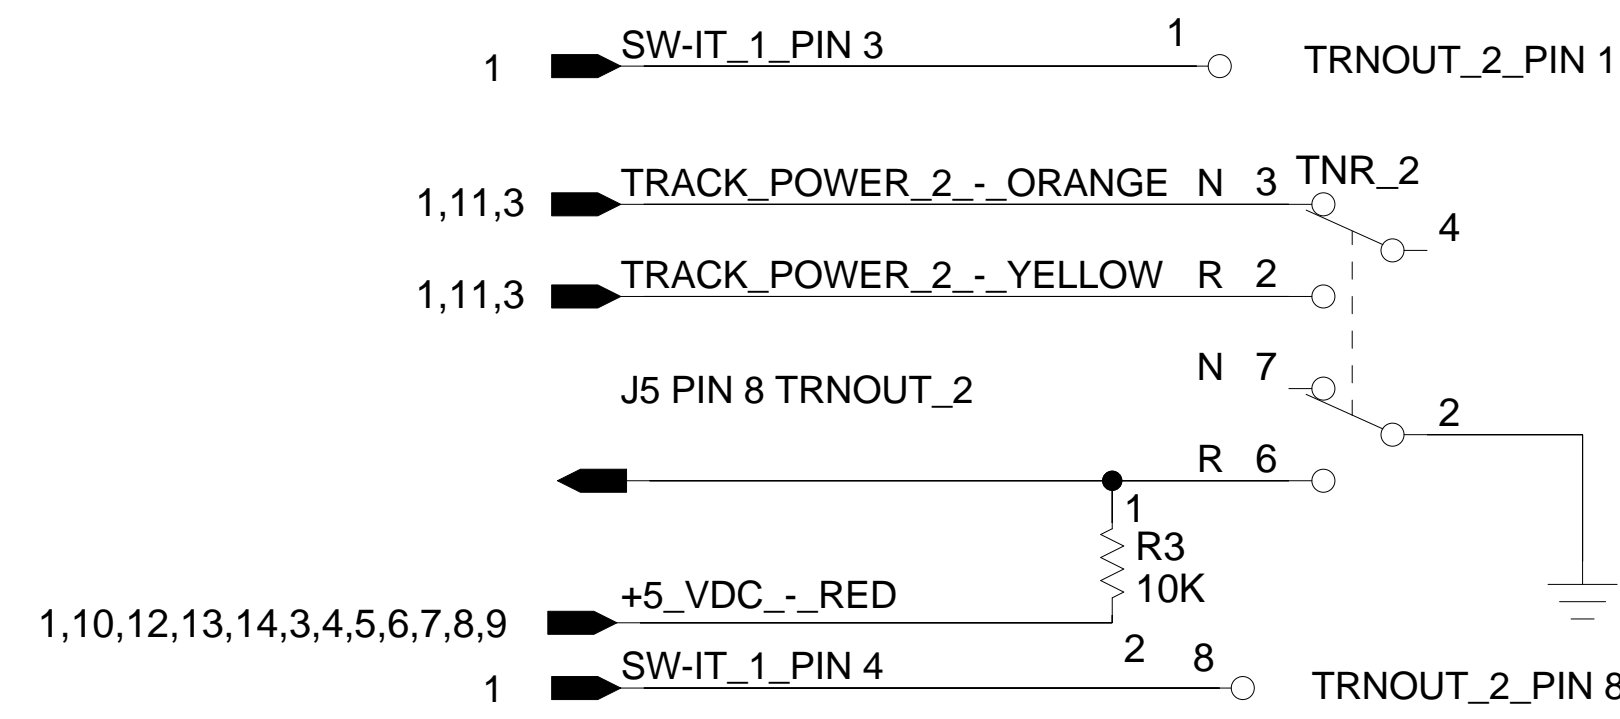 1 SW-IT_1_PIN 3 1 TRNOUT_2_PIN 1
1,11,3 TRACK_POWER_2_-_ORANGE N 3 TNR_2
4
1,11,3 TRACK_POWER_2_-_YELLOW R 2
J5 PIN 8 TRNOUT_2 N 7
2
R 6
1
R3
10K
1,10,12,13,14,3,4,5,6,7,8,9 +5_VDC_-_RED
2
1 SW-IT_1_PIN 4 8 TRNOUT_2_PIN 8